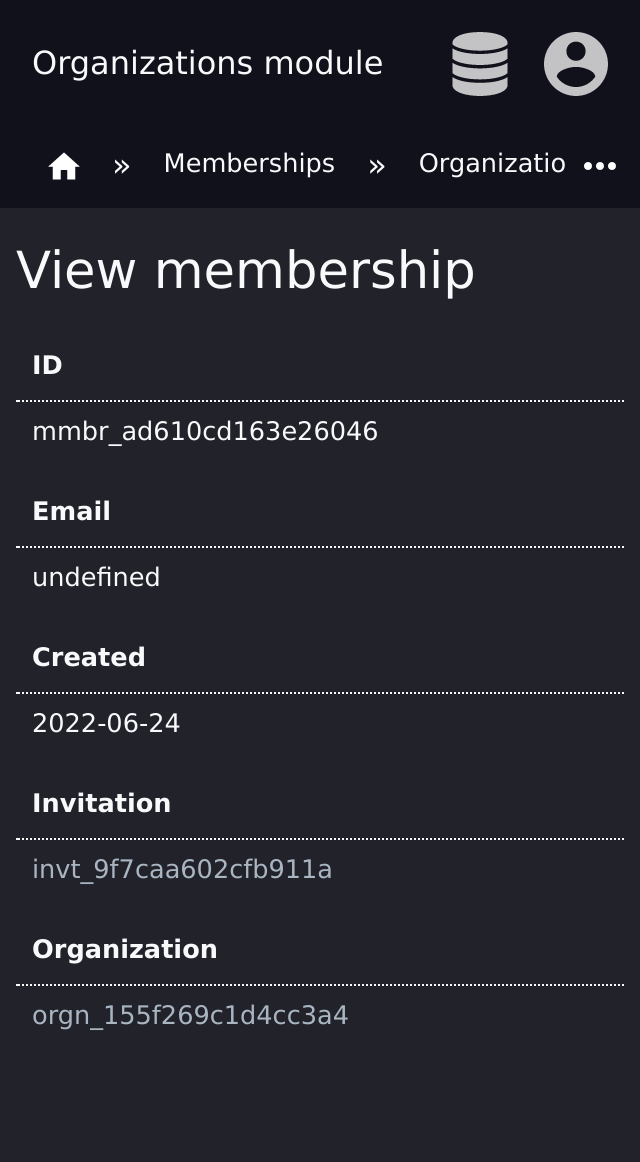 Organizations module
» Memberships » Organizatio •••
View membership
ID
mmbr_ad610cd163e26046
Email
undefined
Created
2022-06-24
Invitation
invt_9f7caa602cfb911a
Organization
orgn_155f269c1d4cc3a4